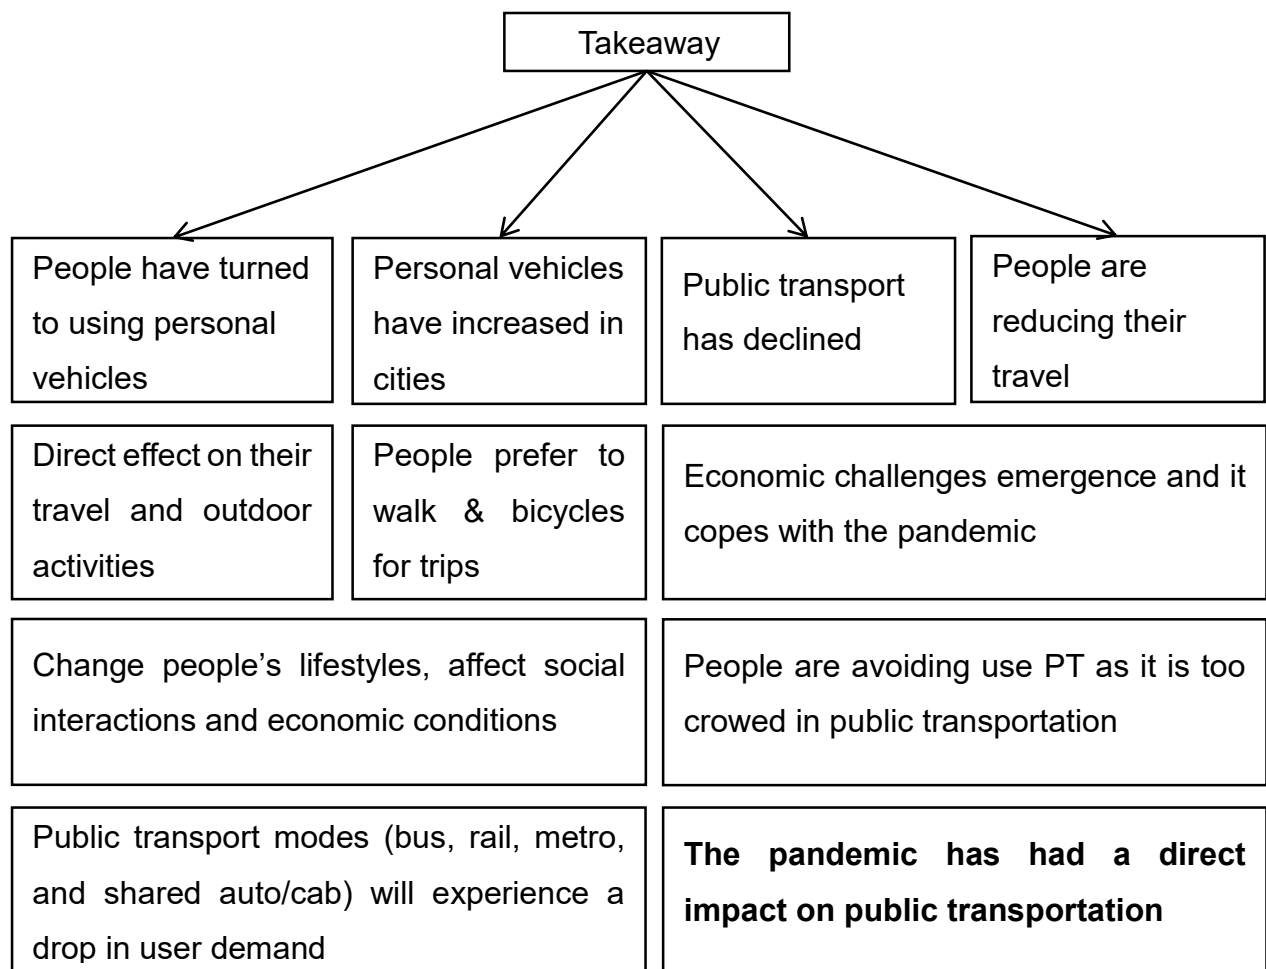 Takeaway
People have turned
to using personal
vehicles
Personal vehicles
have increased in
cities
Public transport
has declined
People are
reducing their
travel
Direct effect on their
travel and outdoor
activities
People prefer to
walk & bicycles
for trips
Economic challenges emergence and it
copes with the pandemic
Change people’s lifestyles, affect social
interactions and economic conditions
People are avoiding use PT as it is too
crowed in public transportation
Public transport modes (bus, rail, metro,
and shared auto/cab) will experience a
drop in user demand
The pandemic has had a direct
impact on public transportation